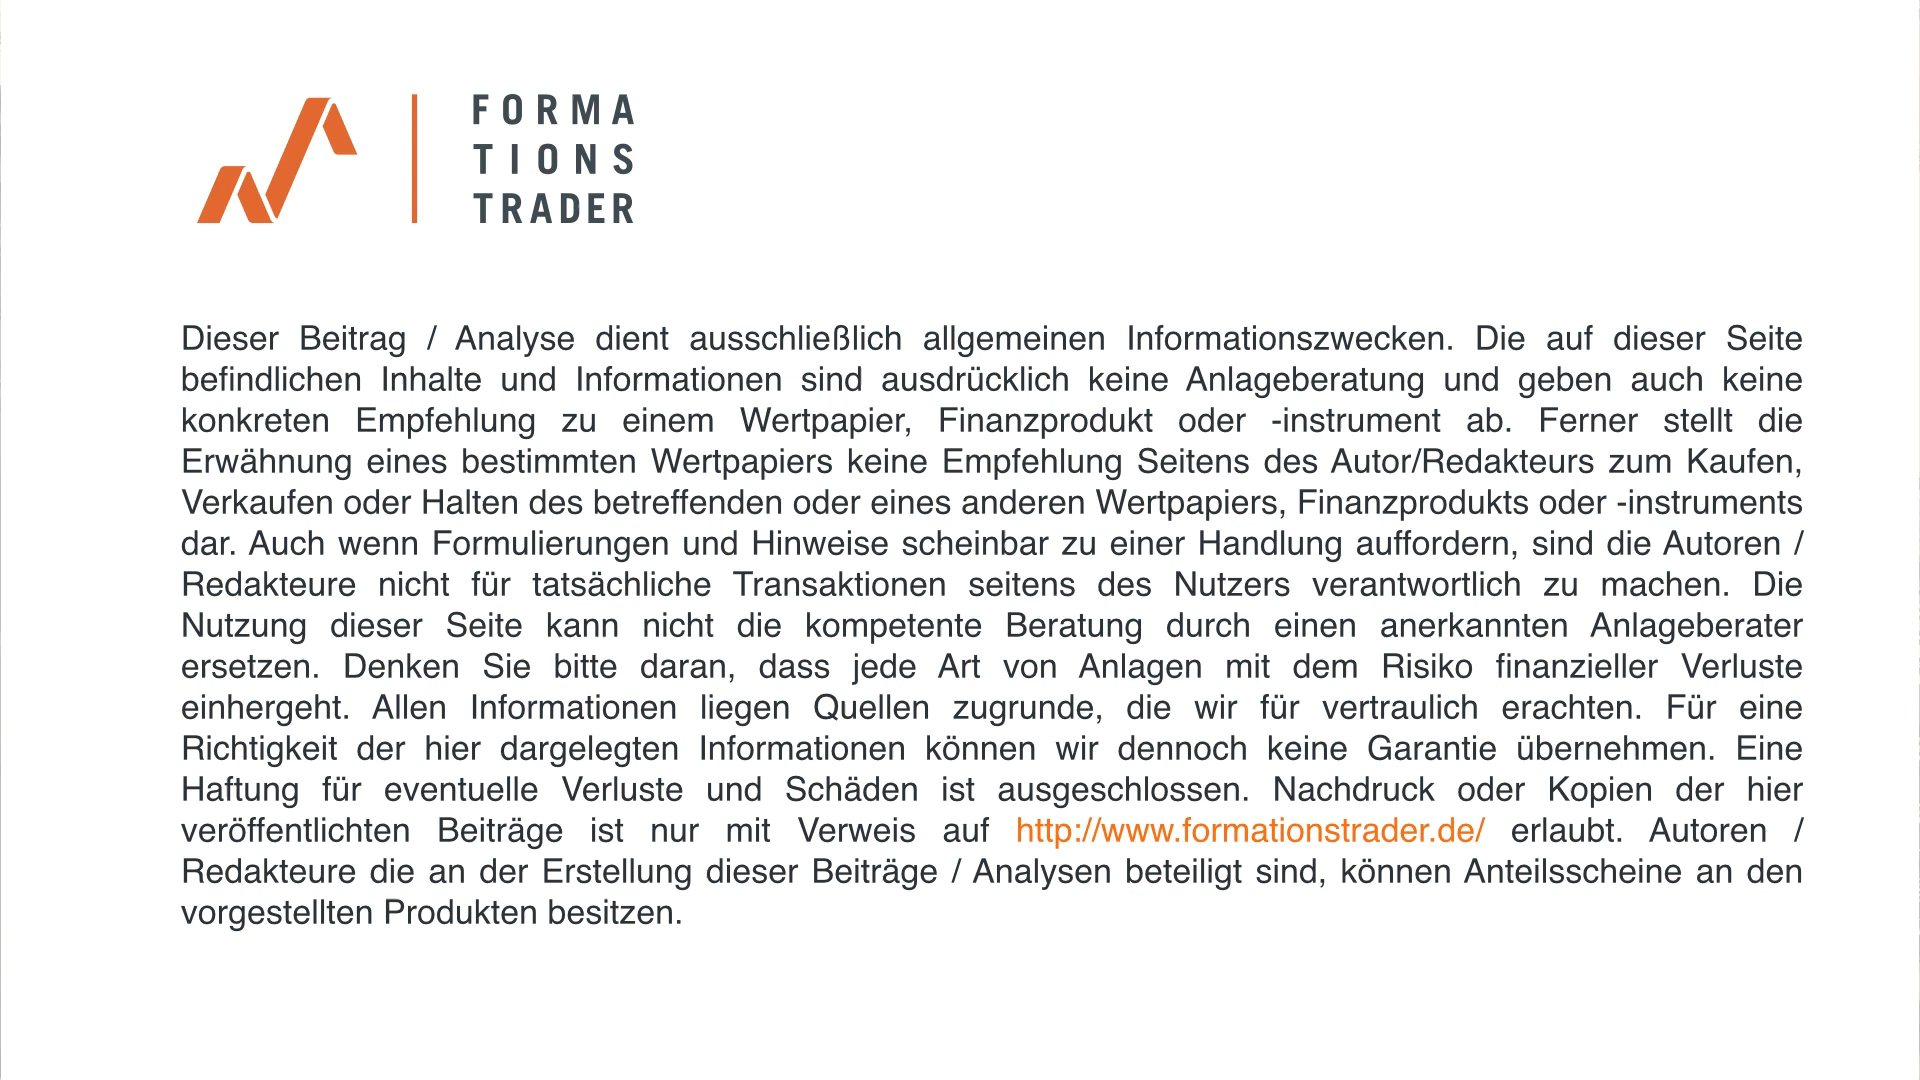 FORMA
TIONS
TRADER
Dieser Beitrag / Analyse dient ausschließlich allgemeinen Informationszwecken. Die auf dieser Seite
befindlichen Inhalte und Informationen sind ausdrücklich keine Anlageberatung und geben auch keine
konkreten Empfehlung zu einem Wertpapier, Finanzprodukt oder -instrument ab. Ferner stellt die
Erwähnung eines bestimmten Wertpapiers keine Empfehlung Seitens des Autor/Redakteurs zum Kaufen,
Verkaufen oder Halten des betreffenden oder eines anderen Wertpapiers, Finanzprodukts oder -instruments
dar. Auch wenn Formulierungen und Hinweise scheinbar zu einer Handlung auffordern, sind die Autoren /
Redakteure nicht für tatsächliche Transaktionen seitens des Nutzers verantwortlich zu machen. Die
Nutzung dieser Seite kann nicht die kompetente Beratung durch einen anerkannten Anlageberater
ersetzen. Denken Sie bitte daran, dass jede Art von Anlagen mit dem Risiko finanzieller Verluste
einhergeht. Allen Informationen liegen Quellen zugrunde, die wir für vertraulich erachten. Für eine
Richtigkeit der hier dargelegten Informationen können wir dennoch keine Garantie übernehmen. Eine
Haftung für eventuelle Verluste und Schäden ist ausgeschlossen. Nachdruck oder Kopien der hier
veröffentlichten Beiträge ist nur mit Verweis auf http://www.formationstrader.de/ erlaubt. Autoren /
Redakteure die an der Erstellung dieser Beiträge / Analysen beteiligt sind, können Anteilsscheine an den
vorgestellten Produkten besitzen.